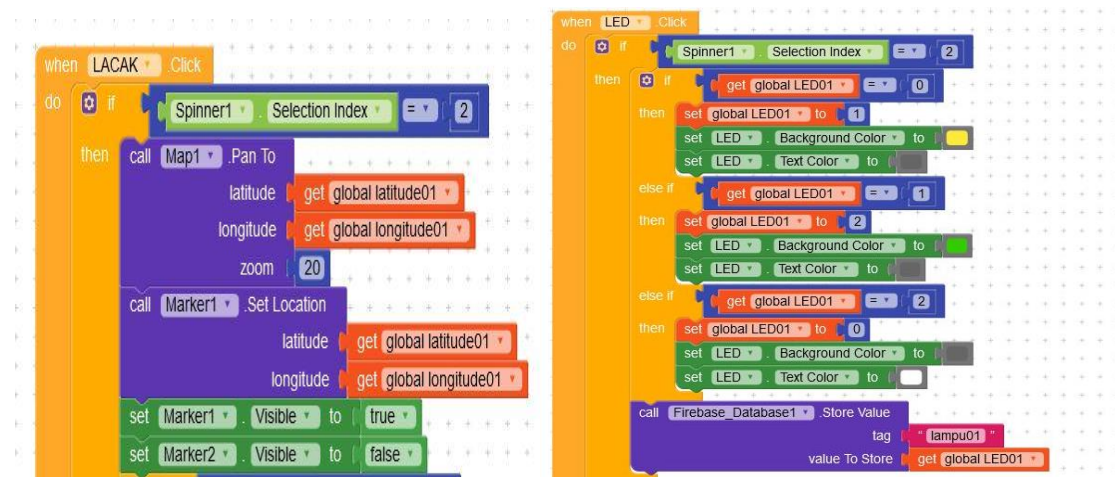 when LACAK .Click
do if Spinner1 . Selection Index = 2
then call Map1 .Pan To
latitude get global latitude01
longitude get global longitude01
zoom 20
call Marker1 .Set Location
latitude get global latitude01
longitude get global longitude01
set Marker1 . Visible to true
set Marker2 . Visible to false
when LED .Click
do if Spinner1 . Selection Index = 2
then if get global LED01 = 0
then set global LED01 to 1
set LED . Background Color to
set LED . Text Color to
else if get global LED01 = 1
then set global LED01 to 2
set LED . Background Color to
set LED . Text Color to
else if get global LED01 = 2
then set global LED01 to 0
set LED . Background Color to
set LED . Text Color to
call Firebase_Database1 .Store Value
tag " lampu01 "
value To Store get global LED01